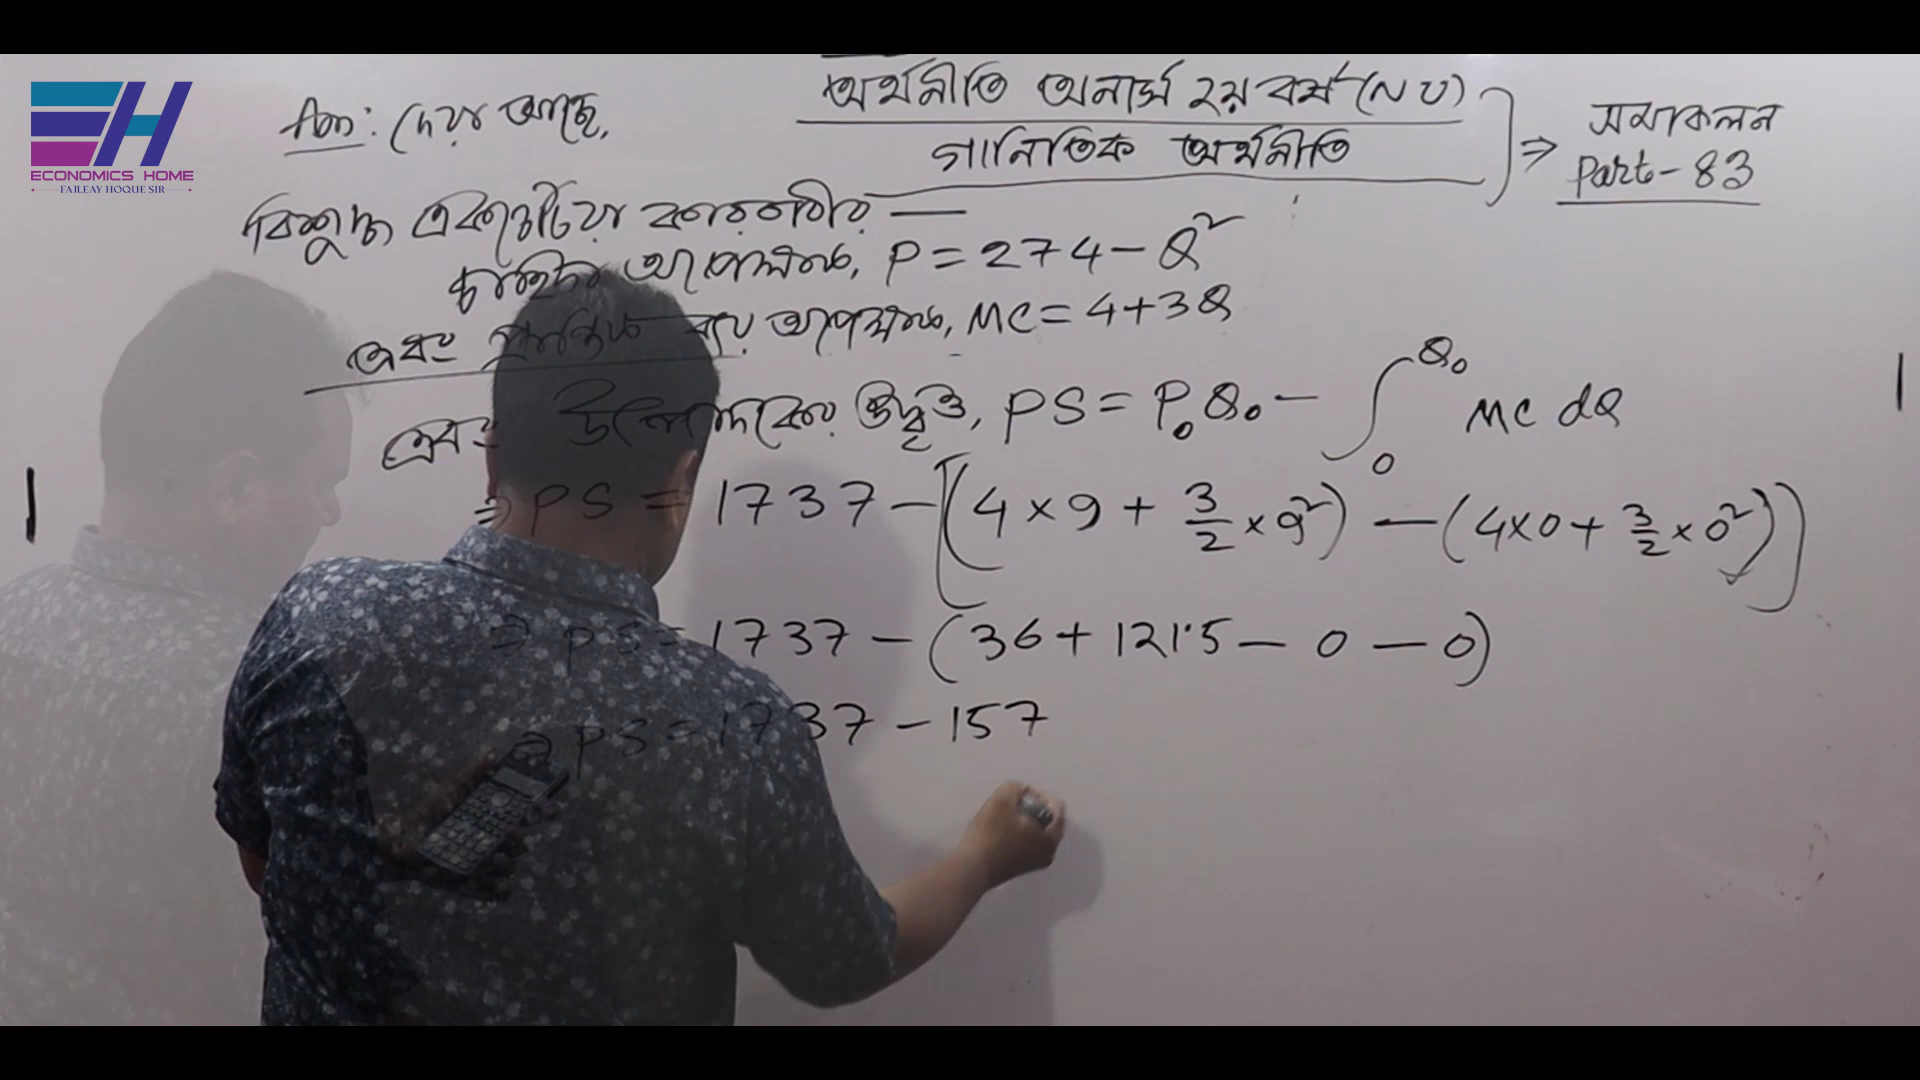 ECONOMICS HOME
FAILEAY HOQUE SIR
অর্থনীতি অনার্স ২য় বর্ষ (NU)
গানিতিক অর্থনীতি
⇒ সমাকলন
Part-83
Ans: দেয়া আছে,
বিশুদ্ধ একচেটিয়া কারবারীর —
চাহিদা অপেক্ষক, P = 274 - Q²
এবং প্রান্তিক ব্যয় অপেক্ষক, MC = 4+3Q
এবং উৎপাদকের উদ্বৃত্ত, PS = P₀Q₀ - ∫₀^Q₀ MC dQ
⇒ PS = 1737 - [(4×9 + 3/2 × 9²) - (4×0 + 3/2 × 0²)]
⇒ PS = 1737 - (36 + 121.5 - 0 - 0)
⇒ PS = 1737 - 157